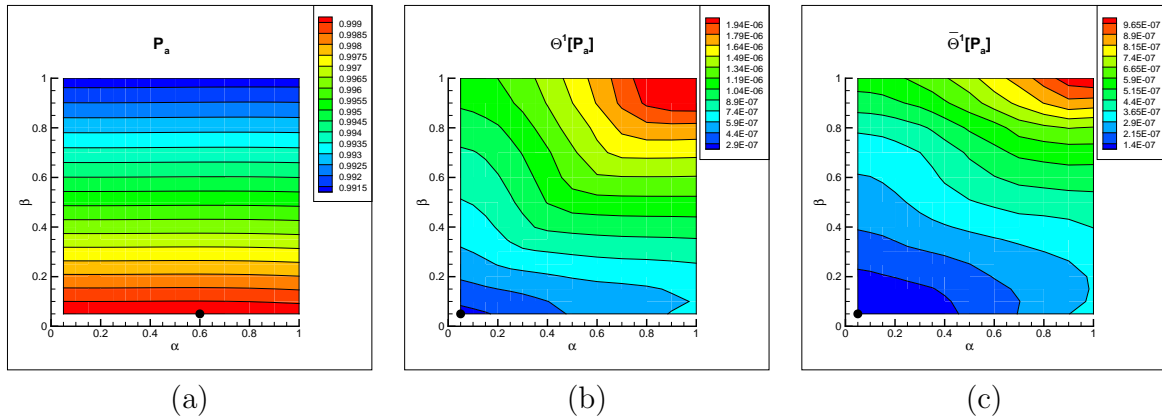 P_a
0.999
0.9985
0.998
0.9975
0.9965
0.996
0.9955
0.995
0.9945
0.994
0.9935
0.993
0.9925
0.992
0.9915
β
1
0.8
0.6
0.4
0.2
0
0 0.2 0.4 0.6 0.8 1
α
(a)
Θ¹[P_a]
1.94E-06
1.79E-06
1.64E-06
1.49E-06
1.34E-06
1.19E-06
1.04E-06
8.9E-07
7.4E-07
5.9E-07
4.4E-07
2.9E-07
β
1
0.8
0.6
0.4
0.2
0
0 0.2 0.4 0.6 0.8 1
α
(b)
Θ̄¹[P_a]
9.65E-07
8.9E-07
8.15E-07
7.4E-07
6.65E-07
5.9E-07
5.15E-07
4.4E-07
3.65E-07
2.9E-07
2.15E-07
1.4E-07
β
1
0.8
0.6
0.4
0.2
0
0 0.2 0.4 0.6 0.8 1
α
(c)